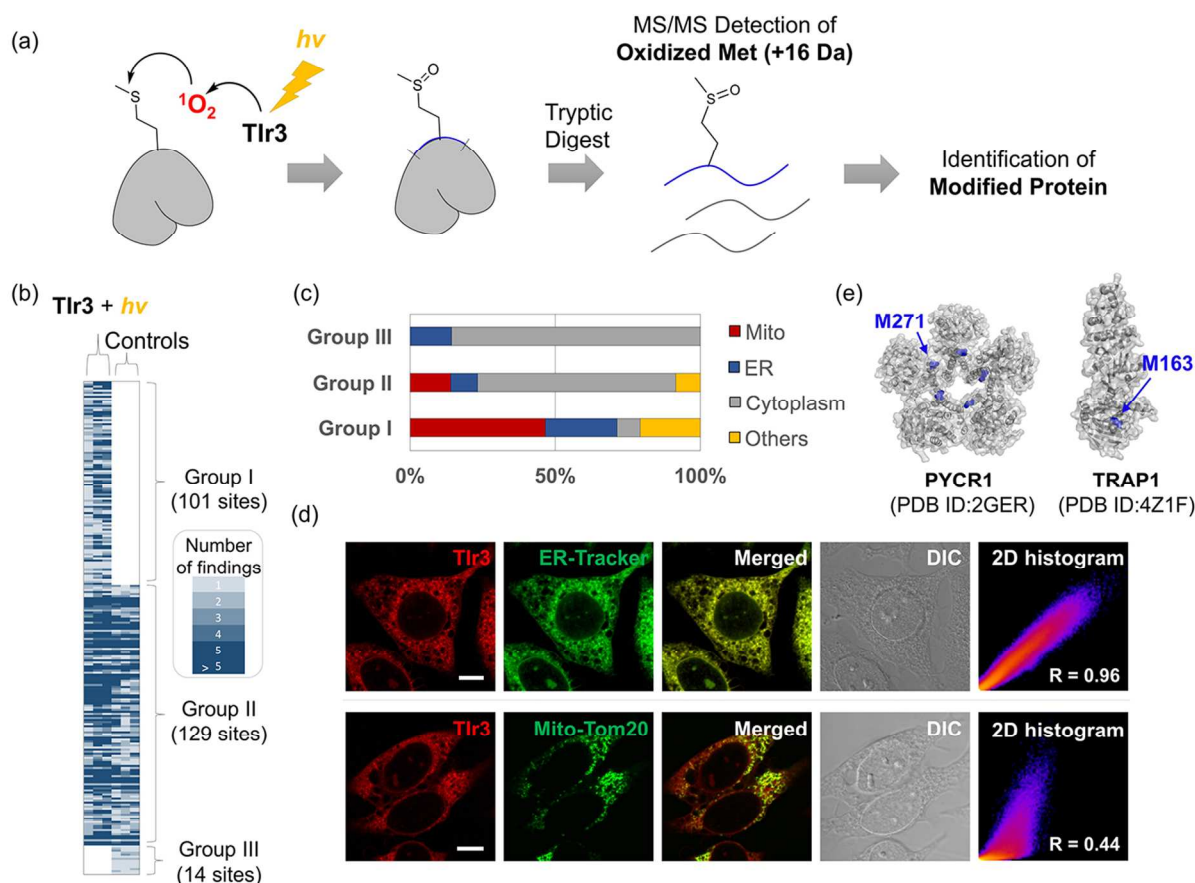 (a)
hv
S
¹O₂
Tlr3
S
O
Tryptic
Digest
MS/MS Detection of
Oxidized Met (+16 Da)
S
O
Identification of
Modified Protein
(b)
Tlr3 + hv
Controls
Group I
(101 sites)
Number
of findings
1
2
3
4
5
> 5
Group II
(129 sites)
Group III
(14 sites)
(c)
Group III
Group II
Group I
0%
50%
100%
Mito
ER
Cytoplasm
Others
(e)
M271
M163
PYCR1
(PDB ID:2GER)
TRAP1
(PDB ID:4Z1F)
(d)
Tlr3
ER-Tracker
Merged
DIC
2D histogram
R = 0.96
Tlr3
Mito-Tom20
Merged
DIC
2D histogram
R = 0.44